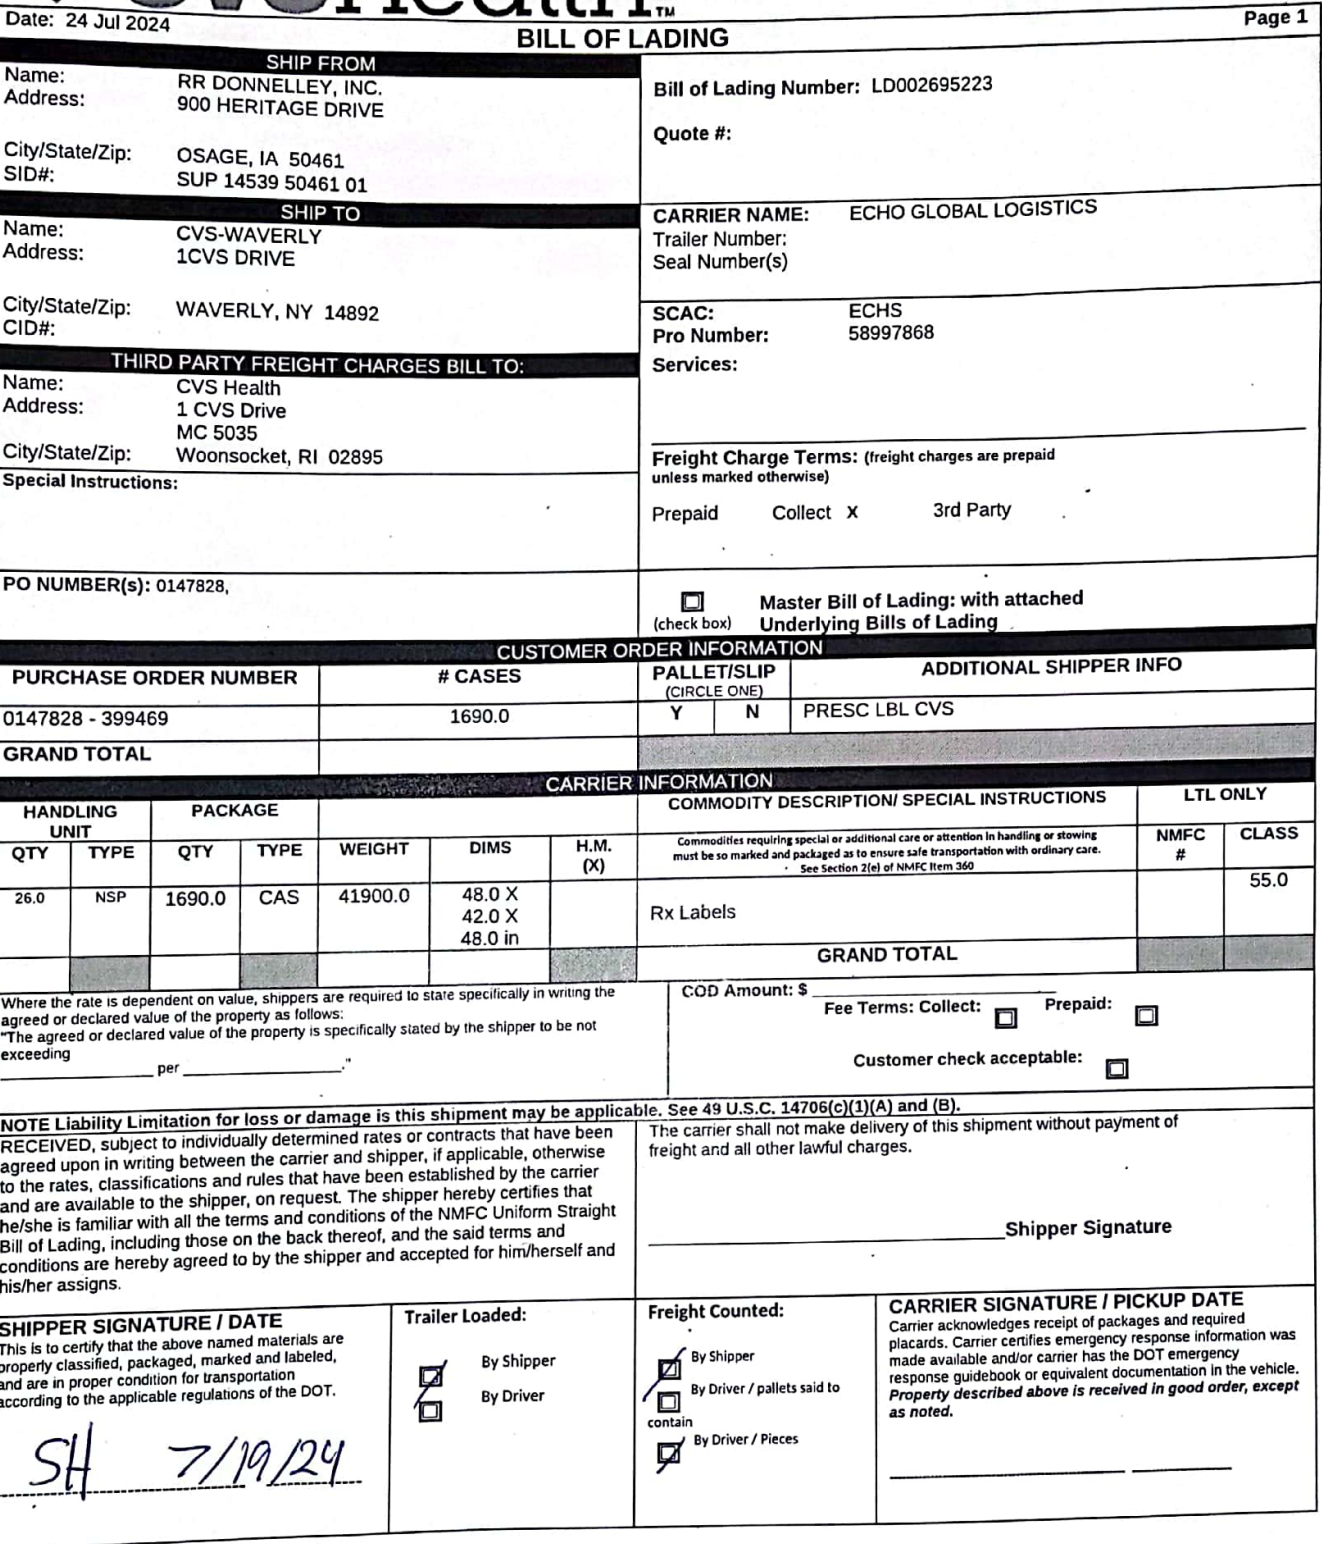 Health™
Date: 24 Jul 2024
Page 1
BILL OF LADING
SHIP FROM
Name: RR DONNELLEY, INC.
Address: 900 HERITAGE DRIVE
City/State/Zip: OSAGE, IA 50461
SID#: SUP 14539 50461 01
Bill of Lading Number: LD002695223
Quote #:
SHIP TO
Name: CVS-WAVERLY
Address: 1CVS DRIVE
City/State/Zip: WAVERLY, NY 14892
CID#:
CARRIER NAME: ECHO GLOBAL LOGISTICS
Trailer Number:
Seal Number(s)
SCAC: ECHS
Pro Number: 58997868
Services:
THIRD PARTY FREIGHT CHARGES BILL TO:
Name: CVS Health
Address: 1 CVS Drive
MC 5035
City/State/Zip: Woonsocket, RI 02895
Special Instructions:
Freight Charge Terms: (freight charges are prepaid
unless marked otherwise)
Prepaid Collect X 3rd Party
PO NUMBER(s): 0147828,
(check box)
Master Bill of Lading: with attached
Underlying Bills of Lading
CUSTOMER ORDER INFORMATION
PURCHASE ORDER NUMBER # CASES PALLET/SLIP ADDITIONAL SHIPPER INFO
(CIRCLE ONE)
0147828 - 399469 1690.0 Y N PRESC LBL CVS
GRAND TOTAL
CARRIER INFORMATION
HANDLING PACKAGE COMMODITY DESCRIPTION/ SPECIAL INSTRUCTIONS LTL ONLY
UNIT
QTY TYPE QTY TYPE WEIGHT DIMS H.M.
(X)
Commodities requiring special or additional care or attention in handling or stowing
must be so marked and packaged as to ensure safe transportation with ordinary care.
See Section 2(e) of NMFC Item 360
NMFC CLASS
#
26.0 NSP 1690.0 CAS 41900.0 48.0 X
42.0 X
48.0 in
Rx Labels
55.0
GRAND TOTAL
Where the rate is dependent on value, shippers are required to state specifically in writing the
agreed or declared value of the property as follows:
"The agreed or declared value of the property is specifically stated by the shipper to be not
exceeding
per ."
COD Amount: $
Fee Terms: Collect: Prepaid:
Customer check acceptable:
NOTE Liability Limitation for loss or damage is this shipment may be applicable. See 49 U.S.C. 14706(c)(1)(A) and (B).
RECEIVED, subject to individually determined rates or contracts that have been
agreed upon in writing between the carrier and shipper, if applicable, otherwise
to the rates, classifications and rules that have been established by the carrier
and are available to the shipper, on request. The shipper hereby certifies that
he/she is familiar with all the terms and conditions of the NMFC Uniform Straight
Bill of Lading, including those on the back thereof, and the said terms and
conditions are hereby agreed to by the shipper and accepted for him/herself and
his/her assigns.
The carrier shall not make delivery of this shipment without payment of
freight and all other lawful charges.
Shipper Signature
SHIPPER SIGNATURE / DATE
This is to certify that the above named materials are
properly classified, packaged, marked and labeled,
and are in proper condition for transportation
according to the applicable regulations of the DOT.
SH 7/19/24
Trailer Loaded:
By Shipper
By Driver
Freight Counted:
By Shipper
By Driver / pallets said to
contain
By Driver / Pieces
CARRIER SIGNATURE / PICKUP DATE
Carrier acknowledges receipt of packages and required
placards. Carrier certifies emergency response information was
made available and/or carrier has the DOT emergency
response guidebook or equivalent documentation in the vehicle.
Property described above is received in good order, except
as noted.